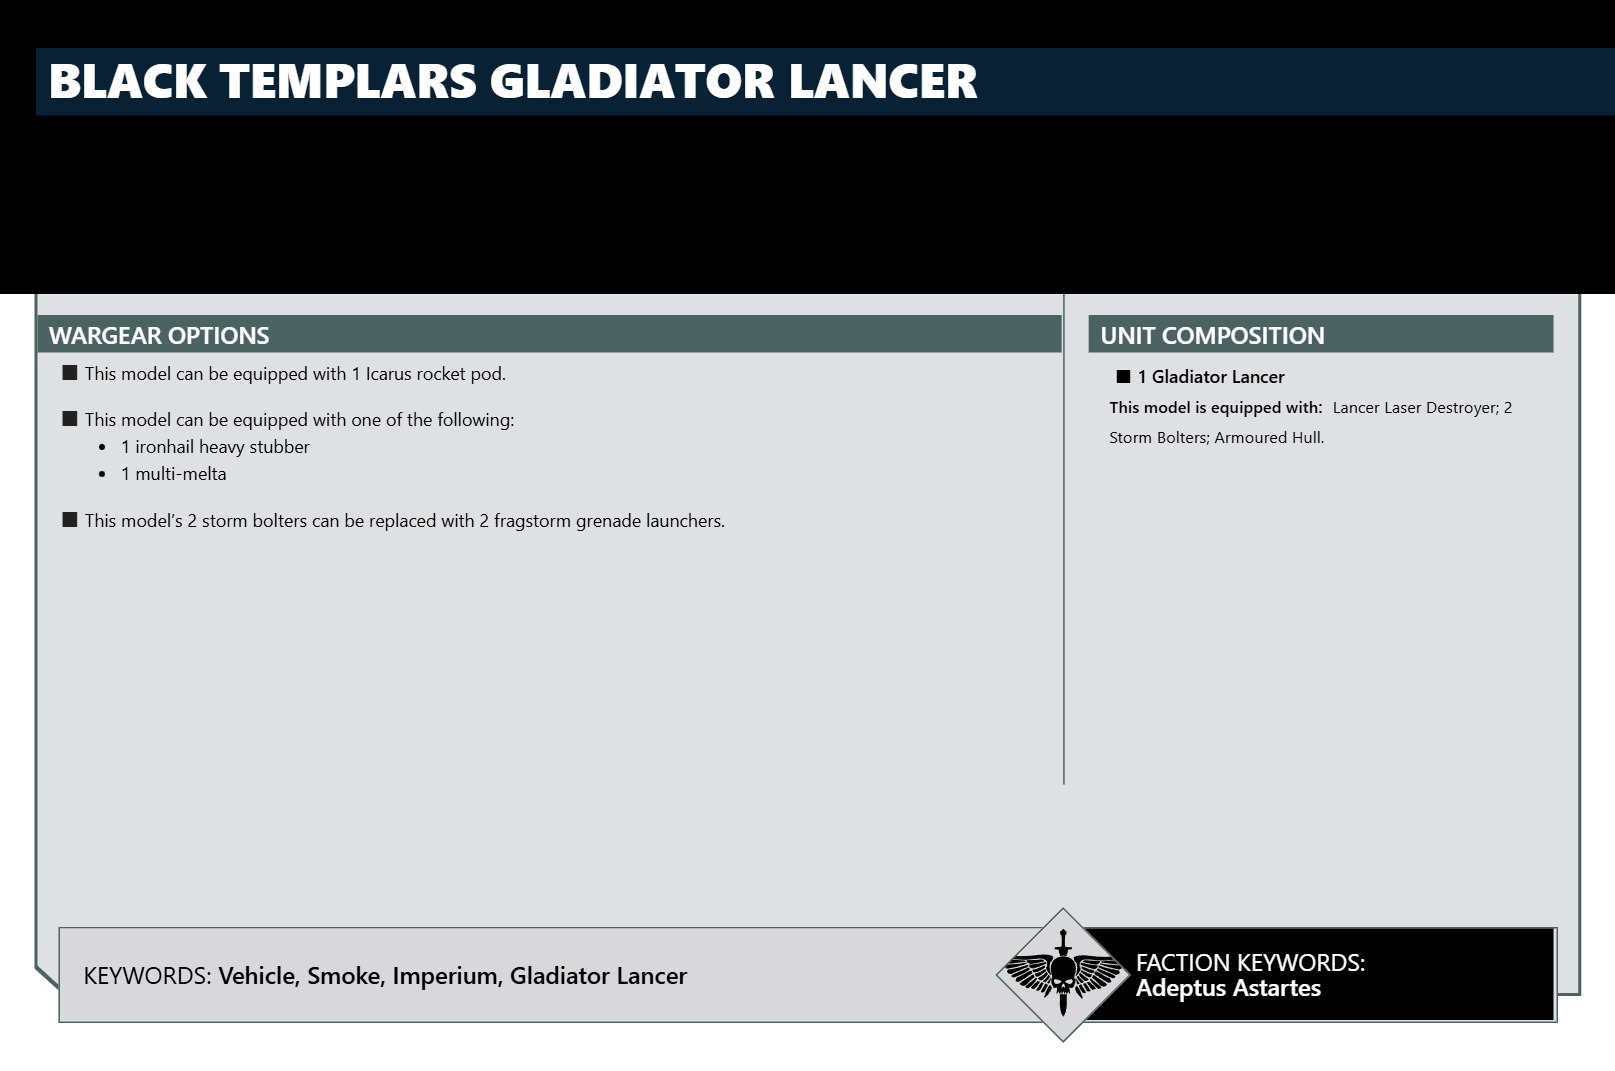 BLACK TEMPLARS GLADIATOR LANCER
WARGEAR OPTIONS
■ This model can be equipped with 1 Icarus rocket pod.
■ This model can be equipped with one of the following:
• 1 ironhail heavy stubber
• 1 multi-melta
■ This model’s 2 storm bolters can be replaced with 2 fragstorm grenade launchers.
UNIT COMPOSITION
■ 1 Gladiator Lancer
This model is equipped with: Lancer Laser Destroyer; 2
Storm Bolters; Armoured Hull.
KEYWORDS: Vehicle, Smoke, Imperium, Gladiator Lancer
FACTION KEYWORDS:
Adeptus Astartes